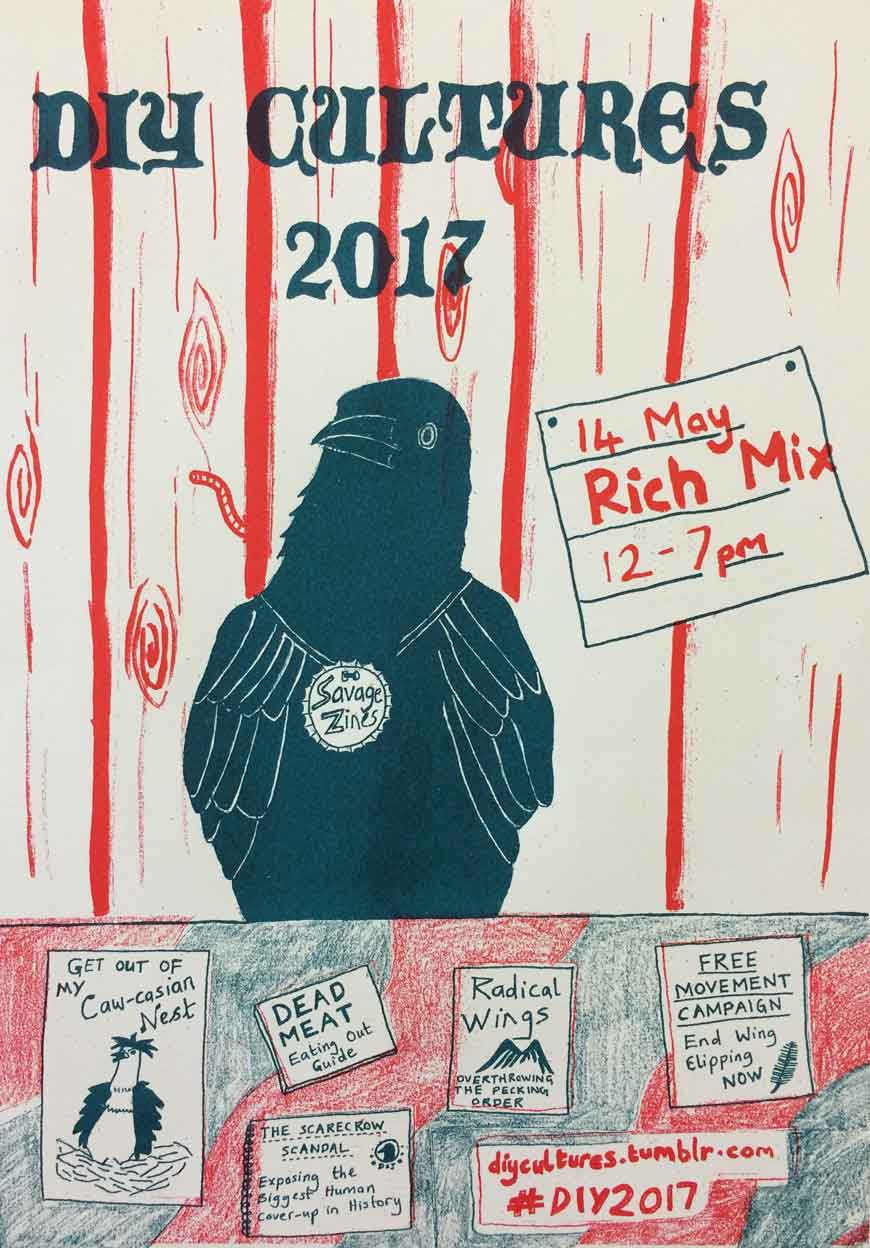 DIY CULTURES
2017
14 May
Rich Mix
12-7pm
Savage
Zines
GET OUT OF
MY
Caw-casian
Nest
DEAD
MEAT
Eating Out
Guide
Radical
Wings
OVERTHROWING
THE PECKING
ORDER
FREE
MOVEMENT
CAMPAIGN
End Wing
Clipping
NOW
THE SCARECROW
SCANDAL
Exposing the
Biggest Human
cover-up in History
diycultures.tumblr.com
#DIY2017